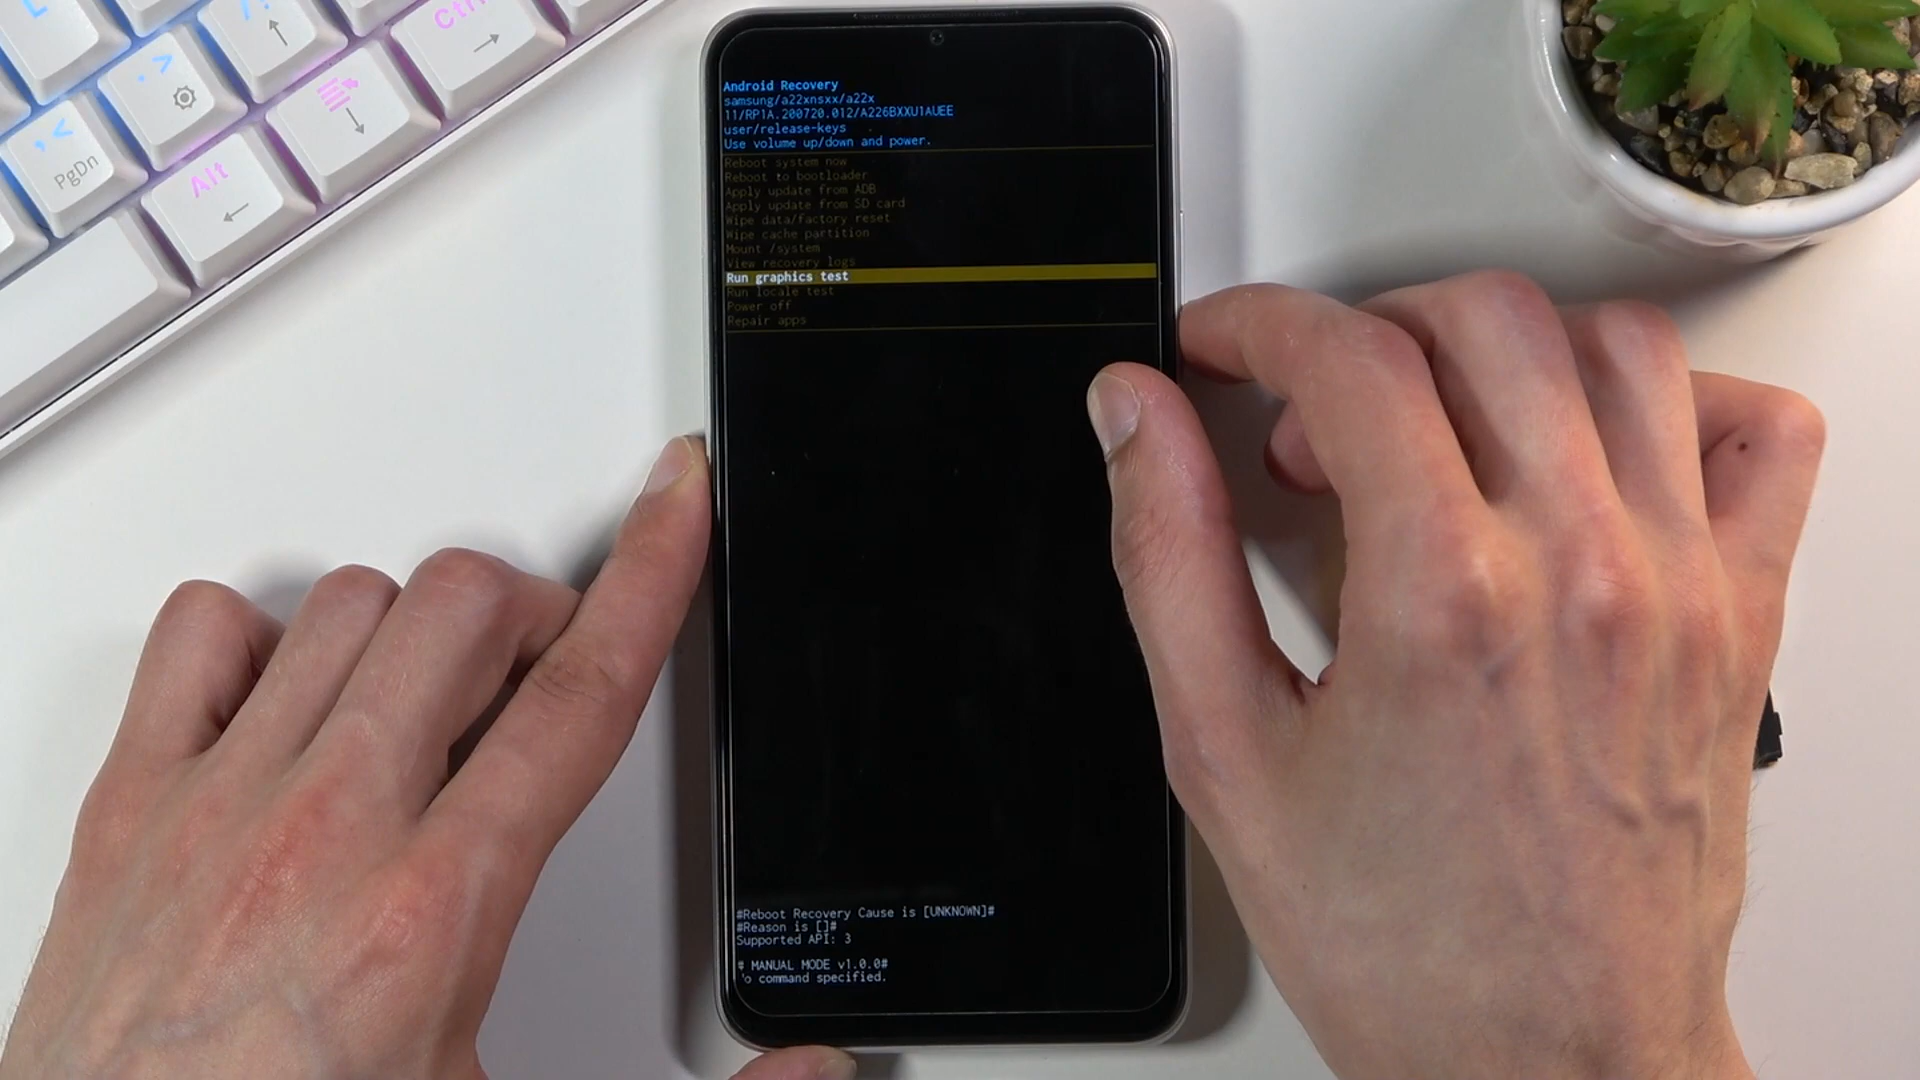 L
/?
Ctrl
.>
,<
PgDn
Alt
Android Recovery
samsung/a22xnsxx/a22x
11/RP1A.200720.012/A226BXXU1AUEE
user/release-keys
Use volume up/down and power.
Reboot system now
Reboot to bootloader
Apply update from ADB
Apply update from SD card
Wipe data/factory reset
Wipe cache partition
Mount /system
View recovery logs
Run graphics test
Run locale test
Power off
Repair apps
#Reboot Recovery Cause is [UNKNOWN]#
#Reason is []#
Supported API: 3
# MANUAL MODE v1.0.0#
o command specified.